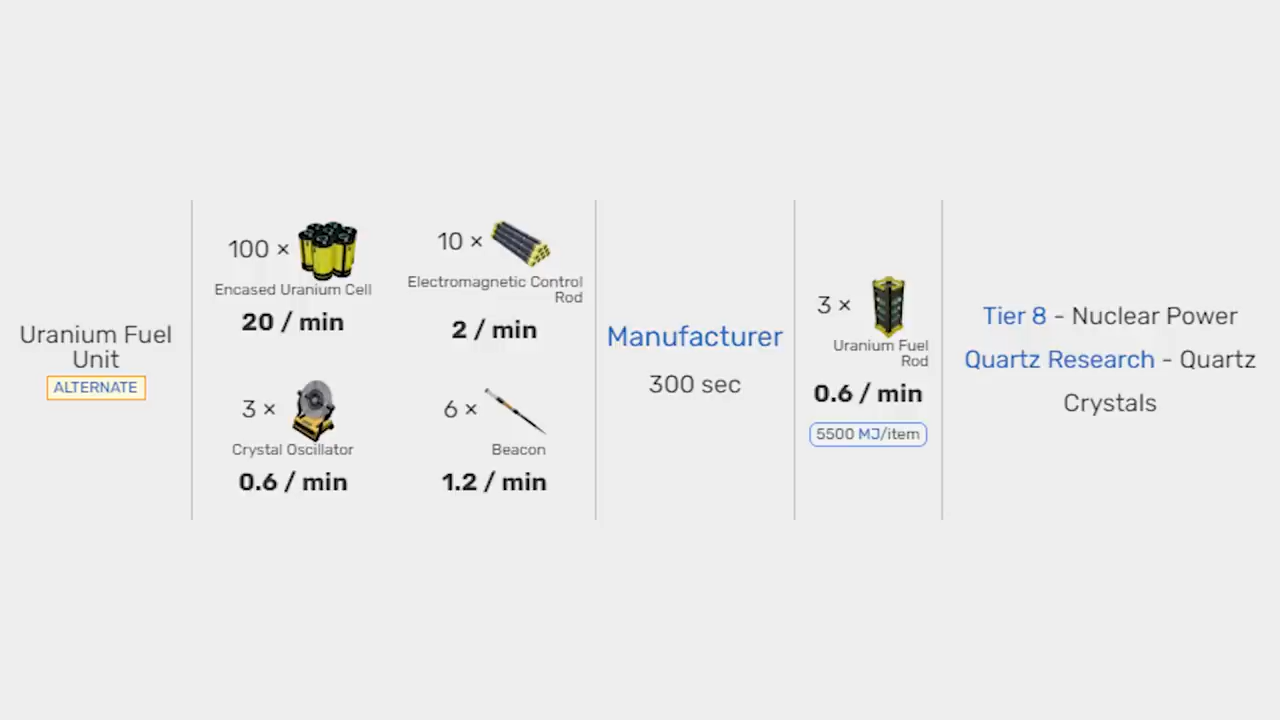 Uranium Fuel
Unit
ALTERNATE
100 ×
Encased Uranium Cell
20 / min
10 ×
Electromagnetic Control
Rod
2 / min
3 ×
Crystal Oscillator
0.6 / min
6 ×
Beacon
1.2 / min
Manufacturer
300 sec
3 ×
Uranium Fuel
Rod
0.6 / min
5500 MJ/item
Tier 8 - Nuclear Power
Quartz Research - Quartz
Crystals